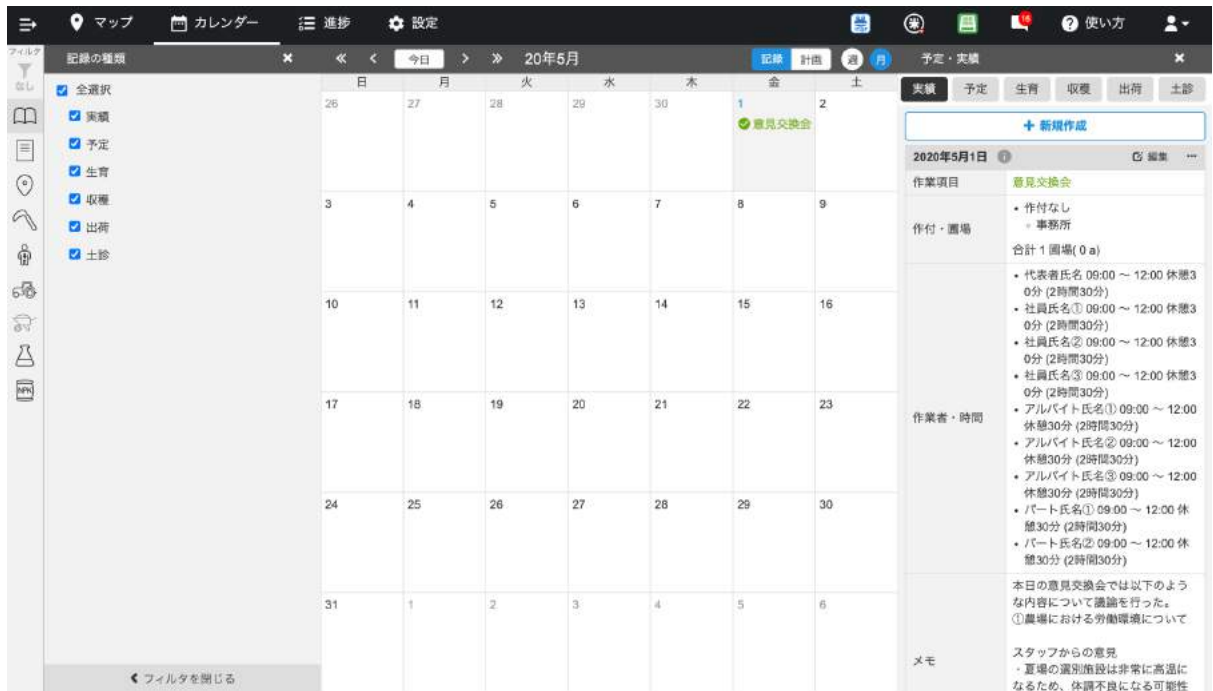 マップ カレンダー 進捗 設定 16 使い方
フィルタ
なし
記録の種類 ×
全選択
実績
予定
生育
収穫
出荷
土診
NPK
フィルタを閉じる
今日 20年5月 記録 計画 週 月
日 月 火 水 木 金 土
26 27 28 29 30 1 2
意見交換会
3 4 5 6 7 8 9
10 11 12 13 14 15 16
17 18 19 20 21 22 23
24 25 26 27 28 29 30
31 1 2 3 4 5 6
予定・実績 ×
実績 予定 生育 収穫 出荷 土診
+ 新規作成
2020年5月1日 編集 ...
作業項目 意見交換会
作付・圃場
• 作付なし
◦ 事務所
合計 1 圃場( 0 a)
作業者・時間
• 代表者氏名 09:00 ～ 12:00 休憩3
0分 (2時間30分)
• 社員氏名① 09:00 ～ 12:00 休憩3
0分 (2時間30分)
• 社員氏名② 09:00 ～ 12:00 休憩3
0分 (2時間30分)
• 社員氏名③ 09:00 ～ 12:00 休憩3
0分 (2時間30分)
• アルバイト氏名① 09:00 ～ 12:00
休憩30分 (2時間30分)
• アルバイト氏名② 09:00 ～ 12:00
休憩30分 (2時間30分)
• アルバイト氏名③ 09:00 ～ 12:00
休憩30分 (2時間30分)
• パート氏名① 09:00 ～ 12:00 休
憩30分 (2時間30分)
• パート氏名② 09:00 ～ 12:00 休
憩30分 (2時間30分)
メモ
本日の意見交換会では以下のよう
な内容について議論を行った。
①農場における労働環境について
スタッフからの意見
・夏場の選別施設は非常に高温に
なるため、体調不良になる可能性